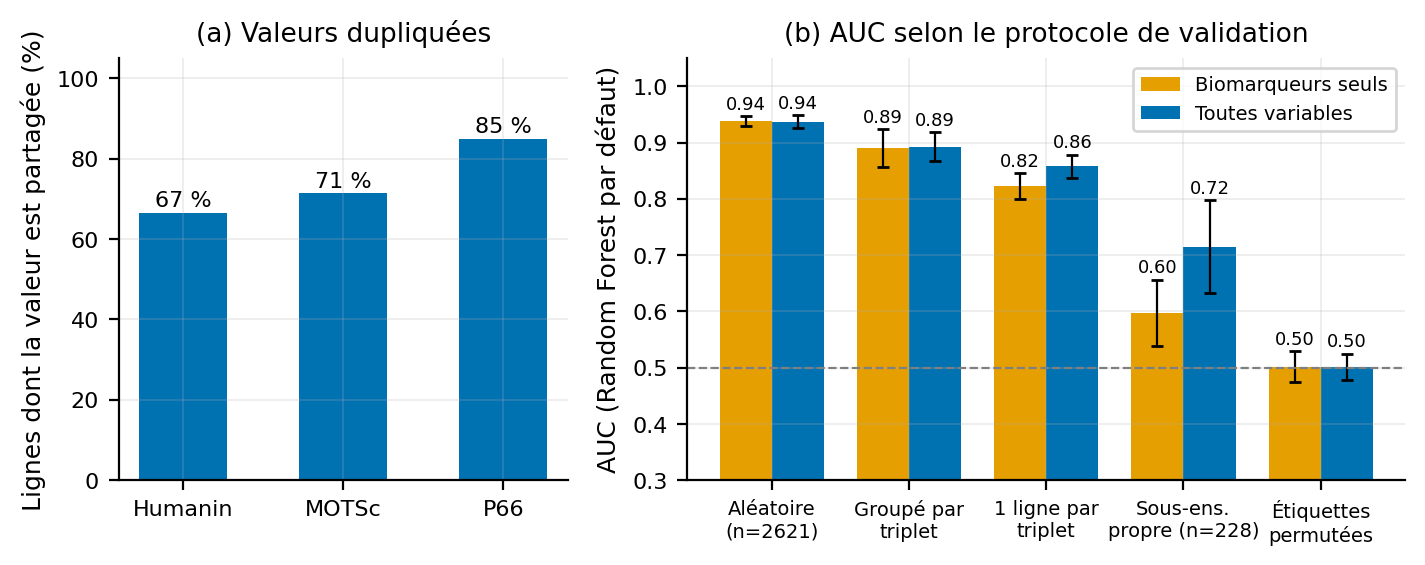 (a) Valeurs dupliquées
Lignes dont la valeur est partagée (%)
100
80
60
40
20
0
67 %
71 %
85 %
Humanin
MOTSc
P66
(b) AUC selon le protocole de validation
AUC (Random Forest par défaut)
1.0
0.9
0.8
0.7
0.6
0.5
0.4
0.3
Biomarqueurs seuls
Toutes variables
0.94 0.94
0.89 0.89
0.82 0.86
0.60 0.72
0.50 0.50
Aléatoire
(n=2621)
Groupé par
triplet
1 ligne par
triplet
Sous-ens.
propre (n=228)
Étiquettes
permutées